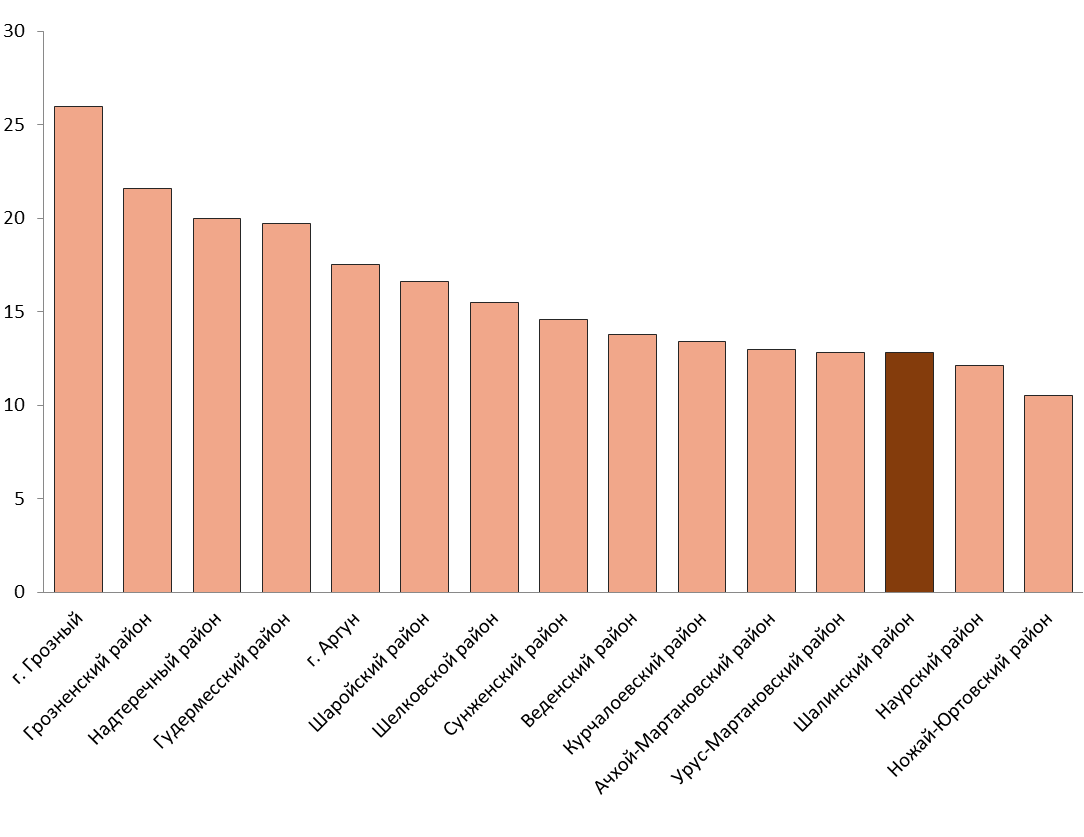 30
25
20
15
10
5
0
г. Грозный
Грозненский район
Надтеречный район
Гудермесский район
г. Аргун
Шаройский район
Шелковской район
Сунженский район
Веденский район
Курчалоевский район
Ачхой-Мартановский район
Урус-Мартановский район
Шалинский район
Наурский район
Ножай-Юртовский район